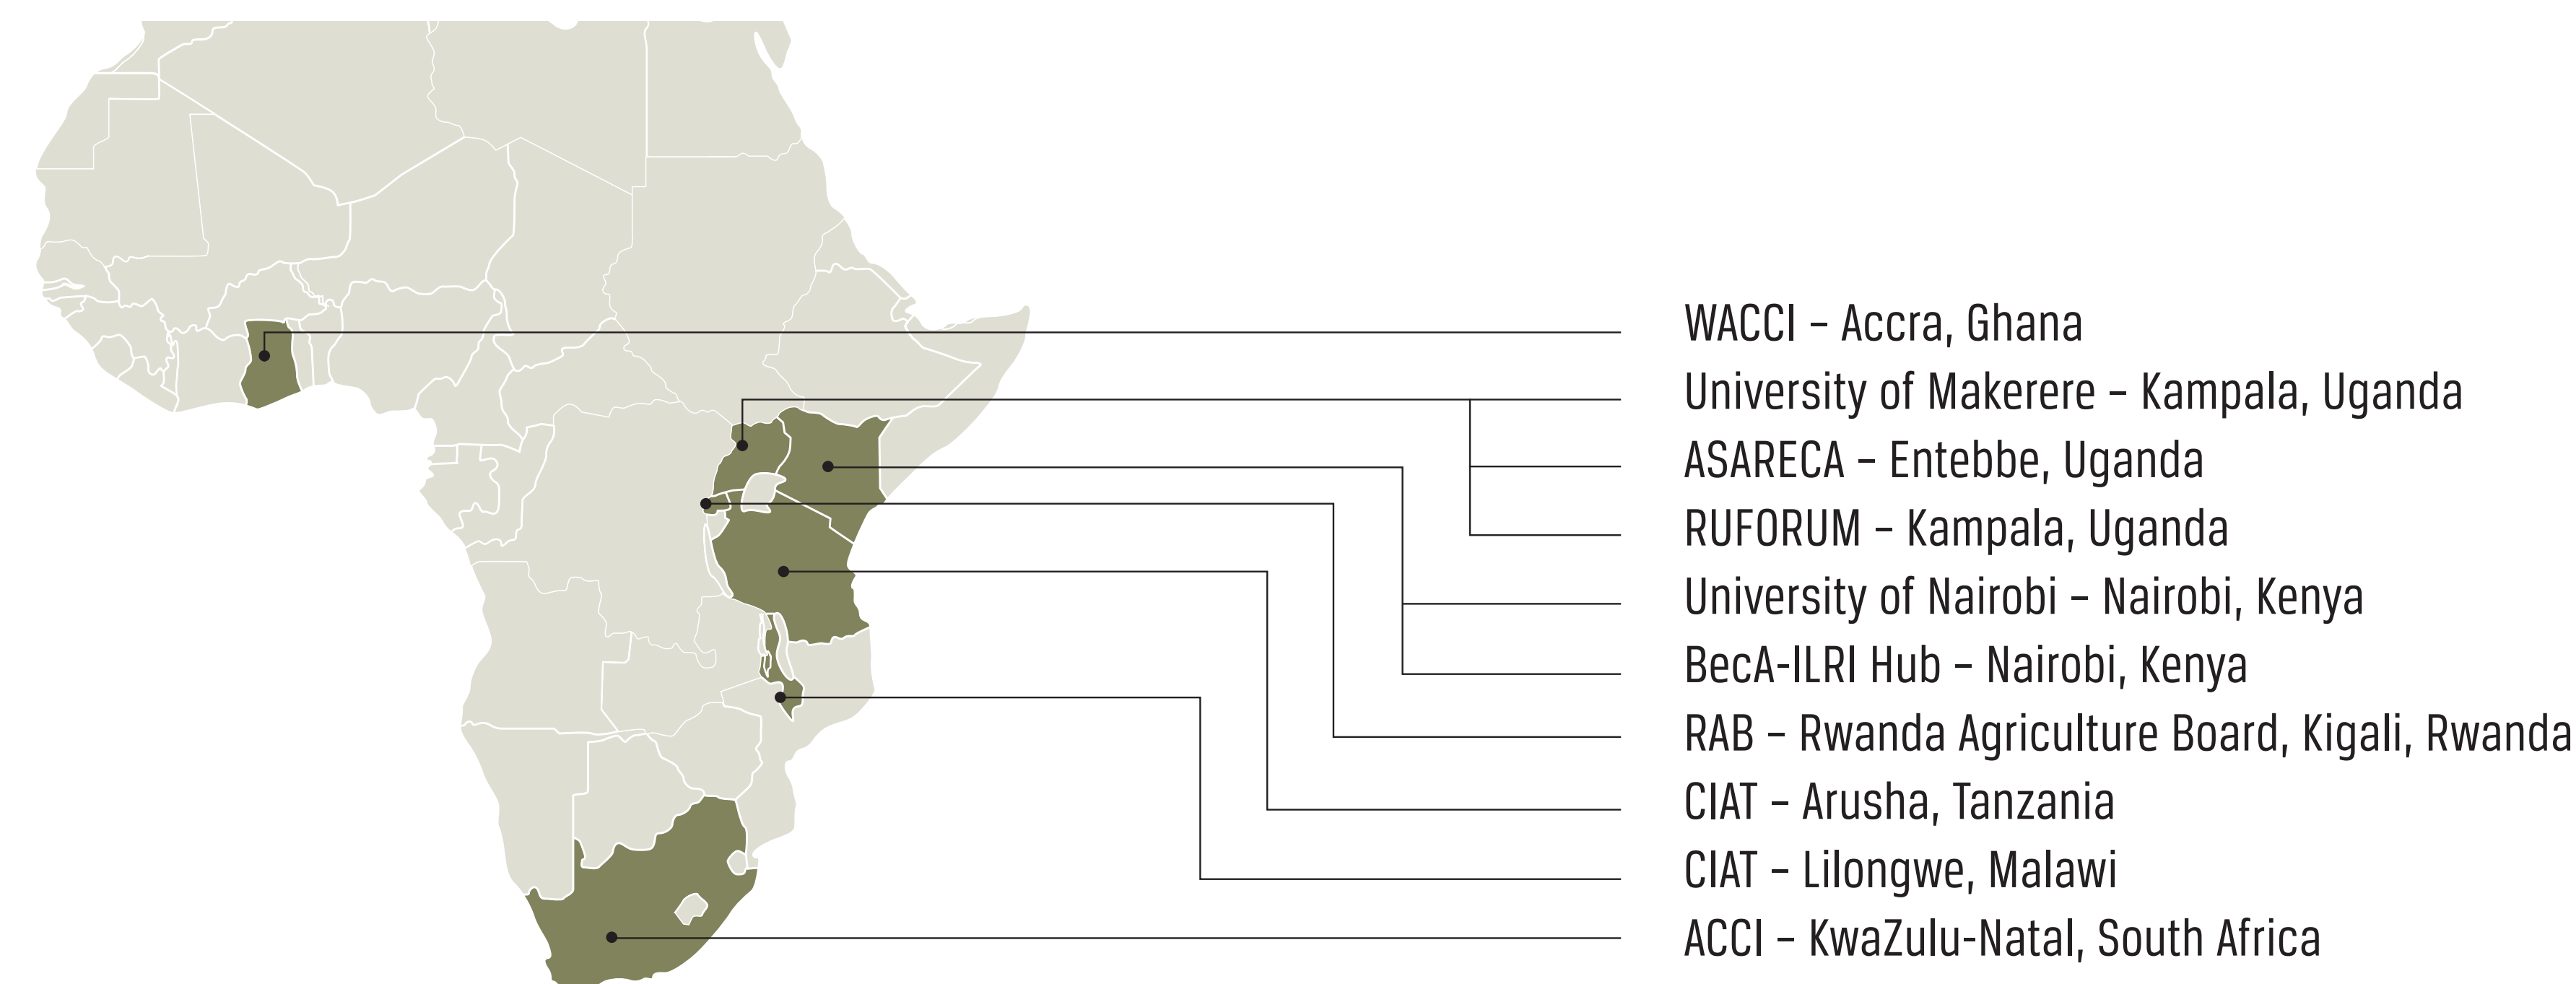 WACCI – Accra, Ghana
University of Makerere – Kampala, Uganda
ASARECA – Entebbe, Uganda
RUFORUM – Kampala, Uganda
University of Nairobi – Nairobi, Kenya
BecA-ILRI Hub – Nairobi, Kenya
RAB – Rwanda Agriculture Board, Kigali, Rwanda
CIAT – Arusha, Tanzania
CIAT – Lilongwe, Malawi
ACCI – KwaZulu-Natal, South Africa